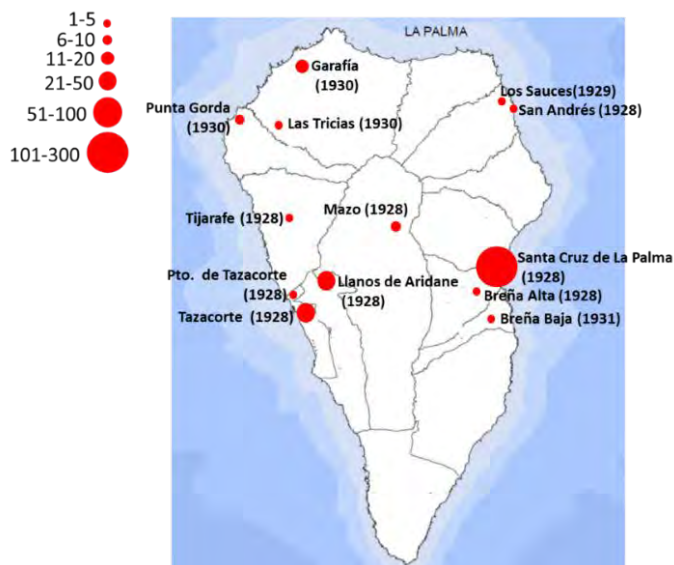 1-5
6-10
11-20
21-50
51-100
101-300
LA PALMA
Garafía
(1930)
Los Sauces(1929)
San Andrés (1928)
Punta Gorda
(1930)
Las Tricias (1930)
Tijarafe (1928)
Mazo (1928)
Santa Cruz de La Palma
(1928)
Pto. de Tazacorte
(1928)
Llanos de Aridane
(1928)
Breña Alta (1928)
Tazacorte (1928)
Breña Baja (1931)